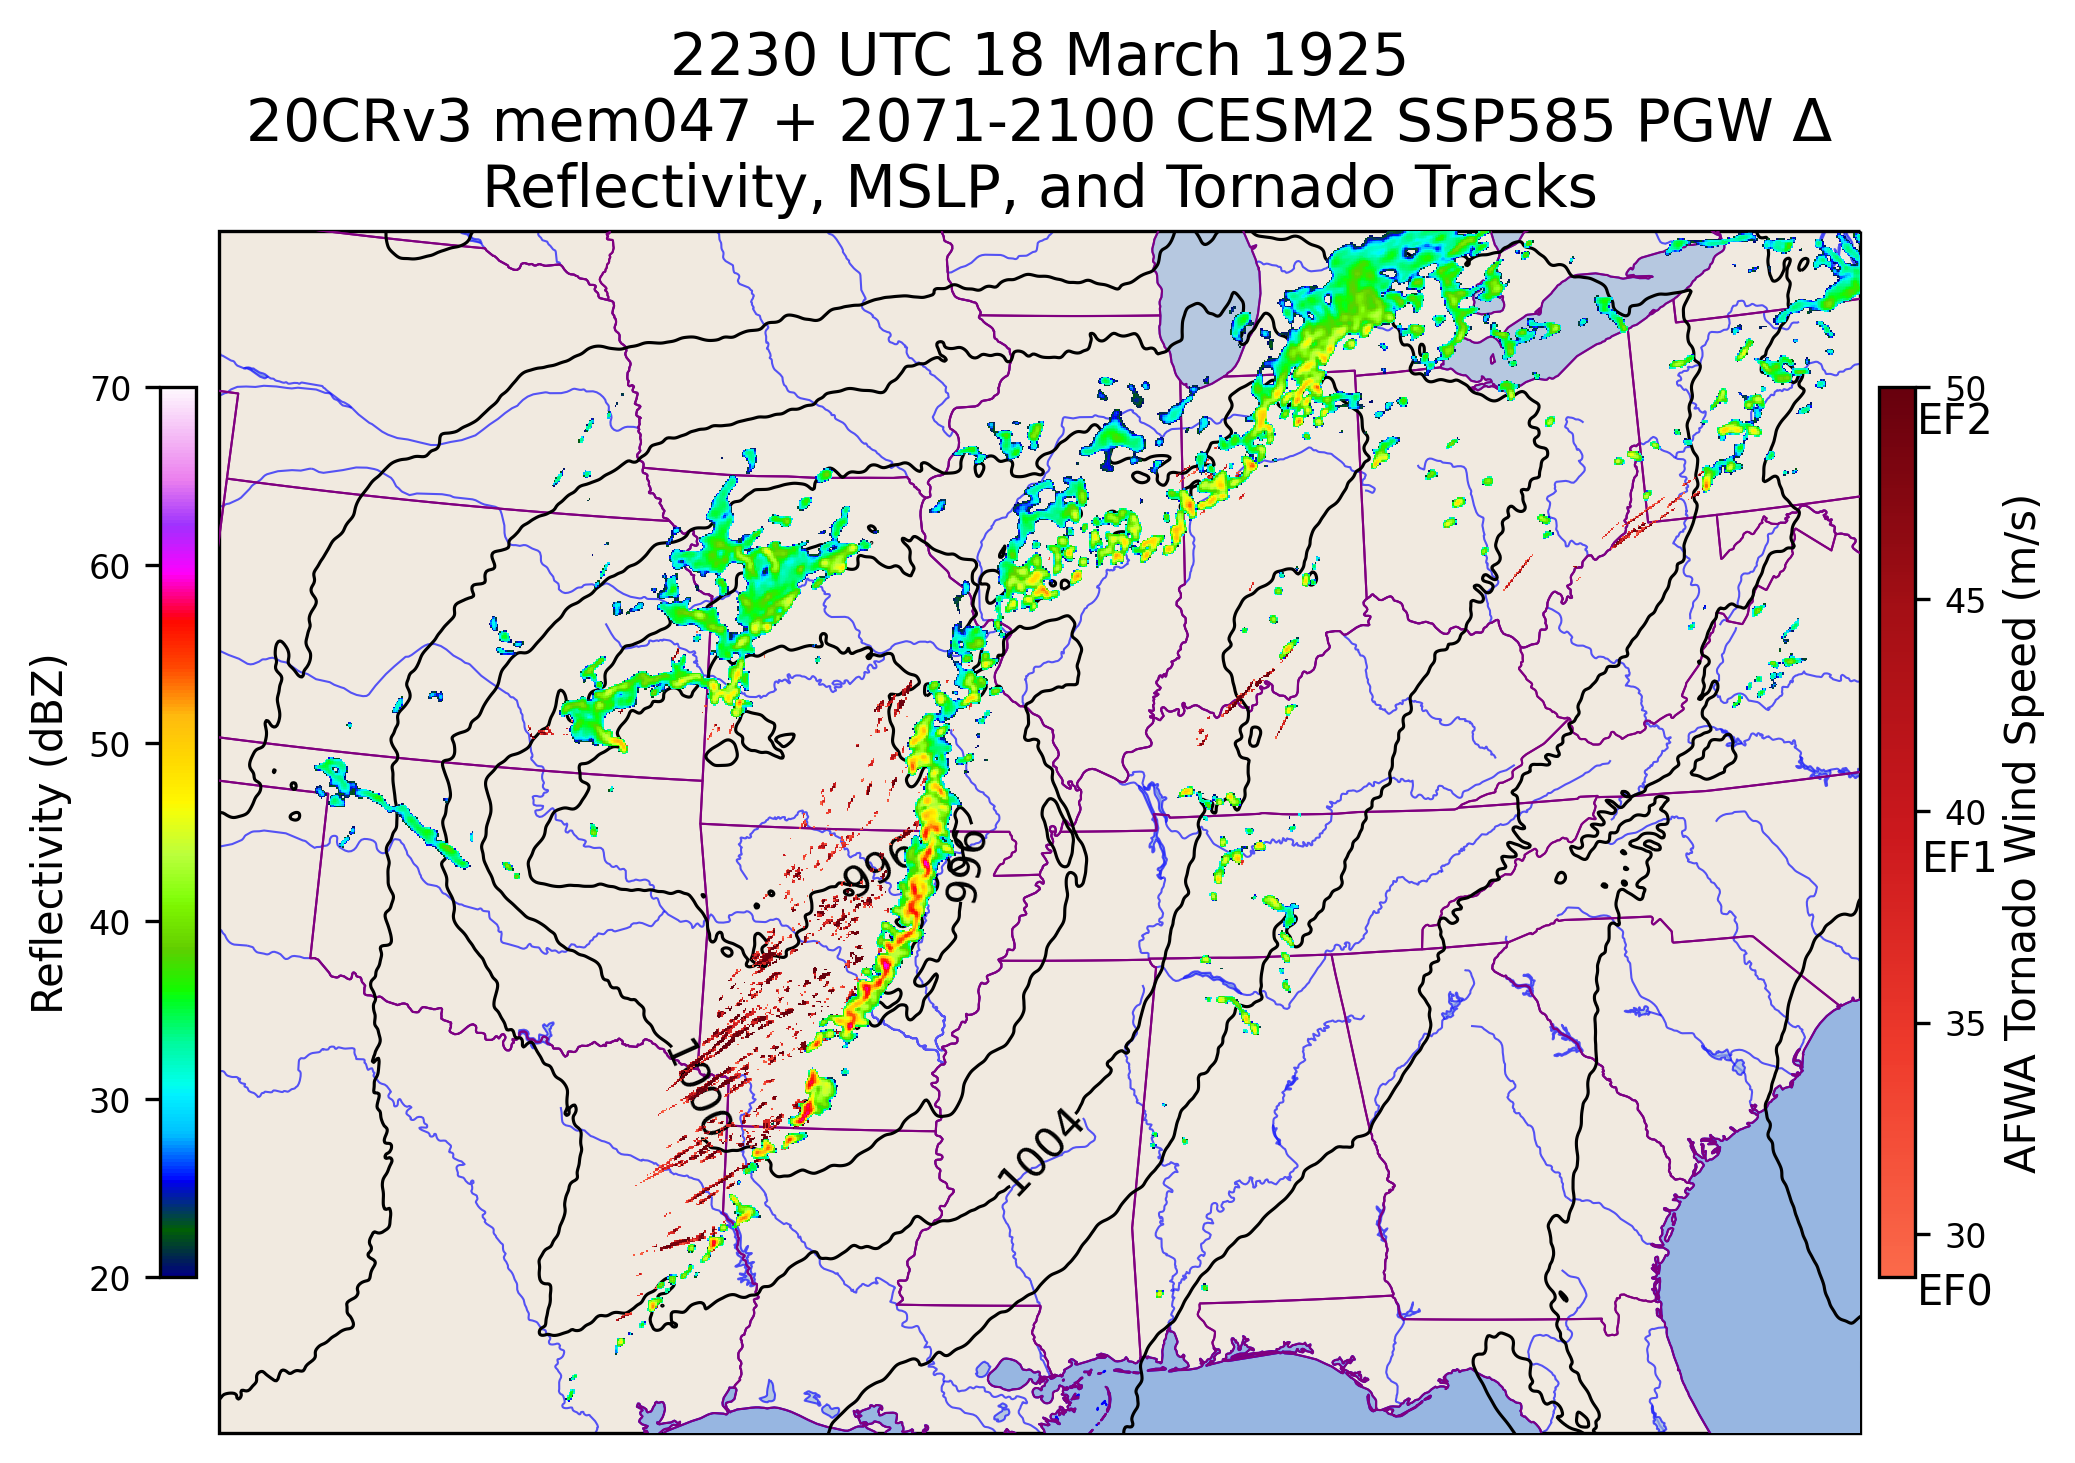 2230 UTC 18 March 1925
20CRv3 mem047 + 2071-2100 CESM2 SSP585 PGW Δ
Reflectivity, MSLP, and Tornado Tracks
70
60
50
40
30
20
Reflectivity (dBZ)
996
996
1000
1004
50
EF2
45
40
EF1
35
30
EF0
AFWA Tornado Wind Speed (m/s)